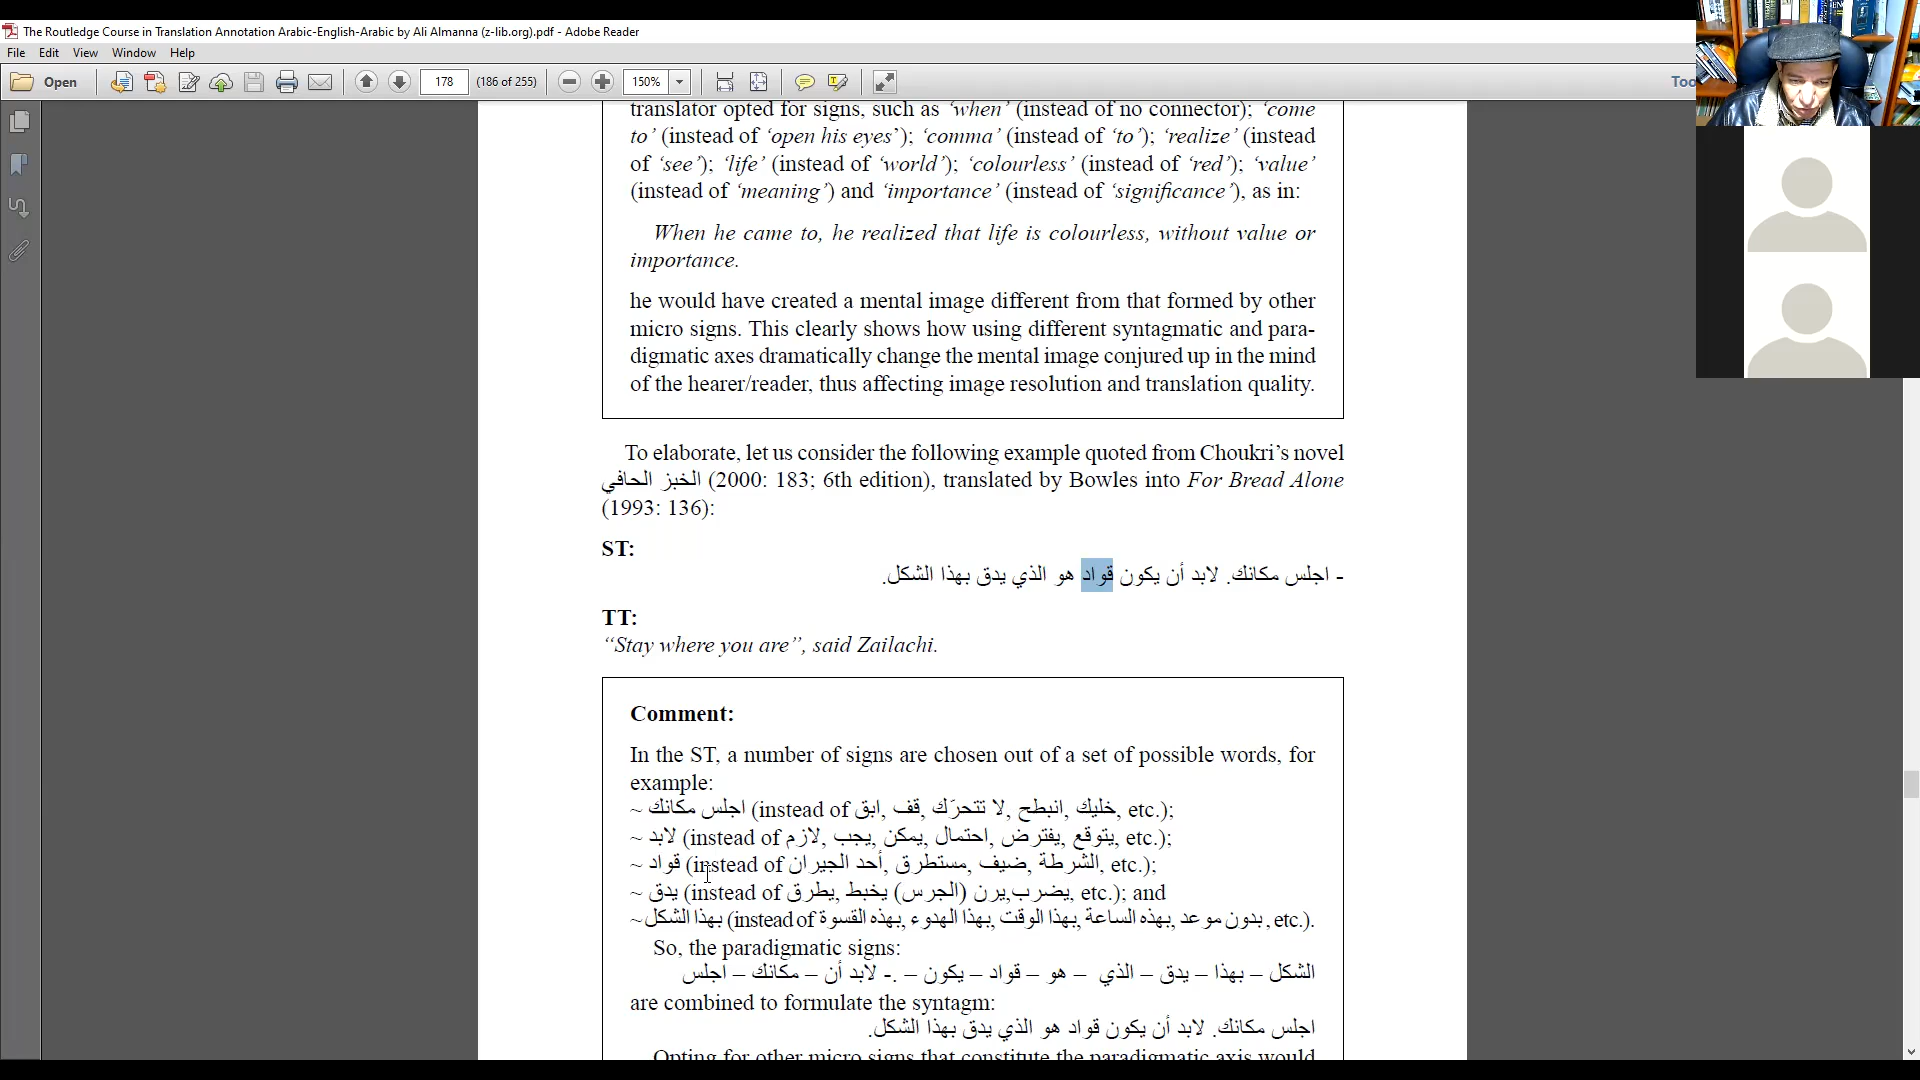 The Routledge Course in Translation Annotation Arabic-English-Arabic by Ali Almanna (z-lib.org).pdf - Adobe Reader
File Edit View Window Help
Open 178 (186 of 255) 150%
translator opted for signs, such as ‘when’ (instead of no connector); ‘come
to’ (instead of ‘open his eyes’); ‘comma’ (instead of ‘to’); ‘realize’ (instead
of ‘see’); ‘life’ (instead of ‘world’); ‘colourless’ (instead of ‘red’); ‘value’
(instead of ‘meaning’) and ‘importance’ (instead of ‘significance’), as in:
When he came to, he realized that life is colourless, without value or
importance.
he would have created a mental image different from that formed by other
micro signs. This clearly shows how using different syntagmatic and para-
digmatic axes dramatically change the mental image conjured up in the mind
of the hearer/reader, thus affecting image resolution and translation quality.
To elaborate, let us consider the following example quoted from Choukri’s novel
الخبز الحافي (2000: 183; 6th edition), translated by Bowles into For Bread Alone
(1993: 136):
ST:
- اجلس مكانك. لابد أن يكون قواد هو الذي يدق بهذا الشكل.
TT:
“Stay where you are”, said Zailachi.
Comment:
In the ST, a number of signs are chosen out of a set of possible words, for
example:
~ اجلس مكانك (instead of ابق, قف, لا تتحرّك, انبطح, خليك, etc.);
~ لابد (instead of لازم, يجب, يمكن, احتمال, يفترض, يتوقع, etc.);
~ قواد (instead of أحد الجيران, مستطرق, ضيف, الشرطة, etc.);
~ يدق (instead of يطرق, يخبط (الجرس) يرن, يضرب, etc.); and
~ بهذا الشكل (instead of بهذه القسوة, بهذا الهدوء, بهذا الوقت, بهذه الساعة, بدون موعد, etc.).
So, the paradigmatic signs:
الشكل – بهذا – يدق – الذي – هو – قواد – يكون – .- لابد أن – مكانك – اجلس
are combined to formulate the syntagm:
اجلس مكانك. لابد أن يكون قواد هو الذي يدق بهذا الشكل.
Opting for other micro signs that constitute the paradigmatic axis would